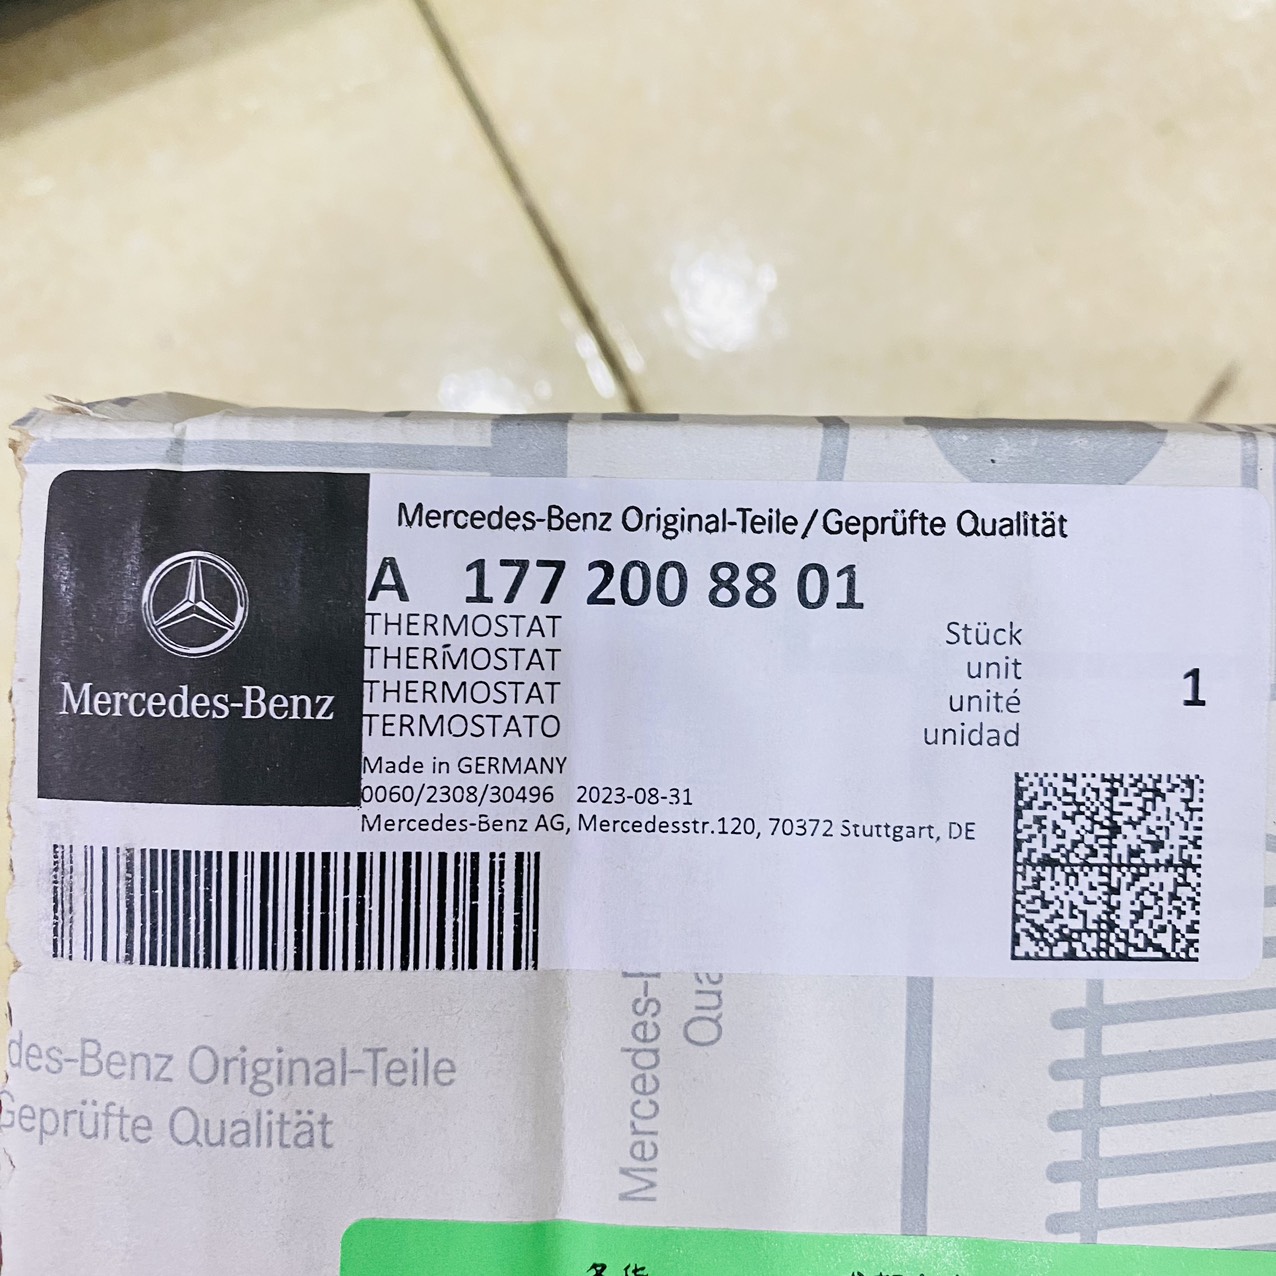 Mercedes-Benz Original-Teile/Geprüfte Qualität
A 177 200 88 01
THERMOSTAT
THERMOSTAT
THERMOSTAT
TERMOSTATO
Stück
unit
unité
unidad
1
Mercedes-Benz
Made in GERMANY
0060/2308/30496 2023-08-31
Mercedes-Benz AG, Mercedesstr.120, 70372 Stuttgart, DE
des-Benz Original-Teile
Geprüfte Qualität
Mercedes-
Qua